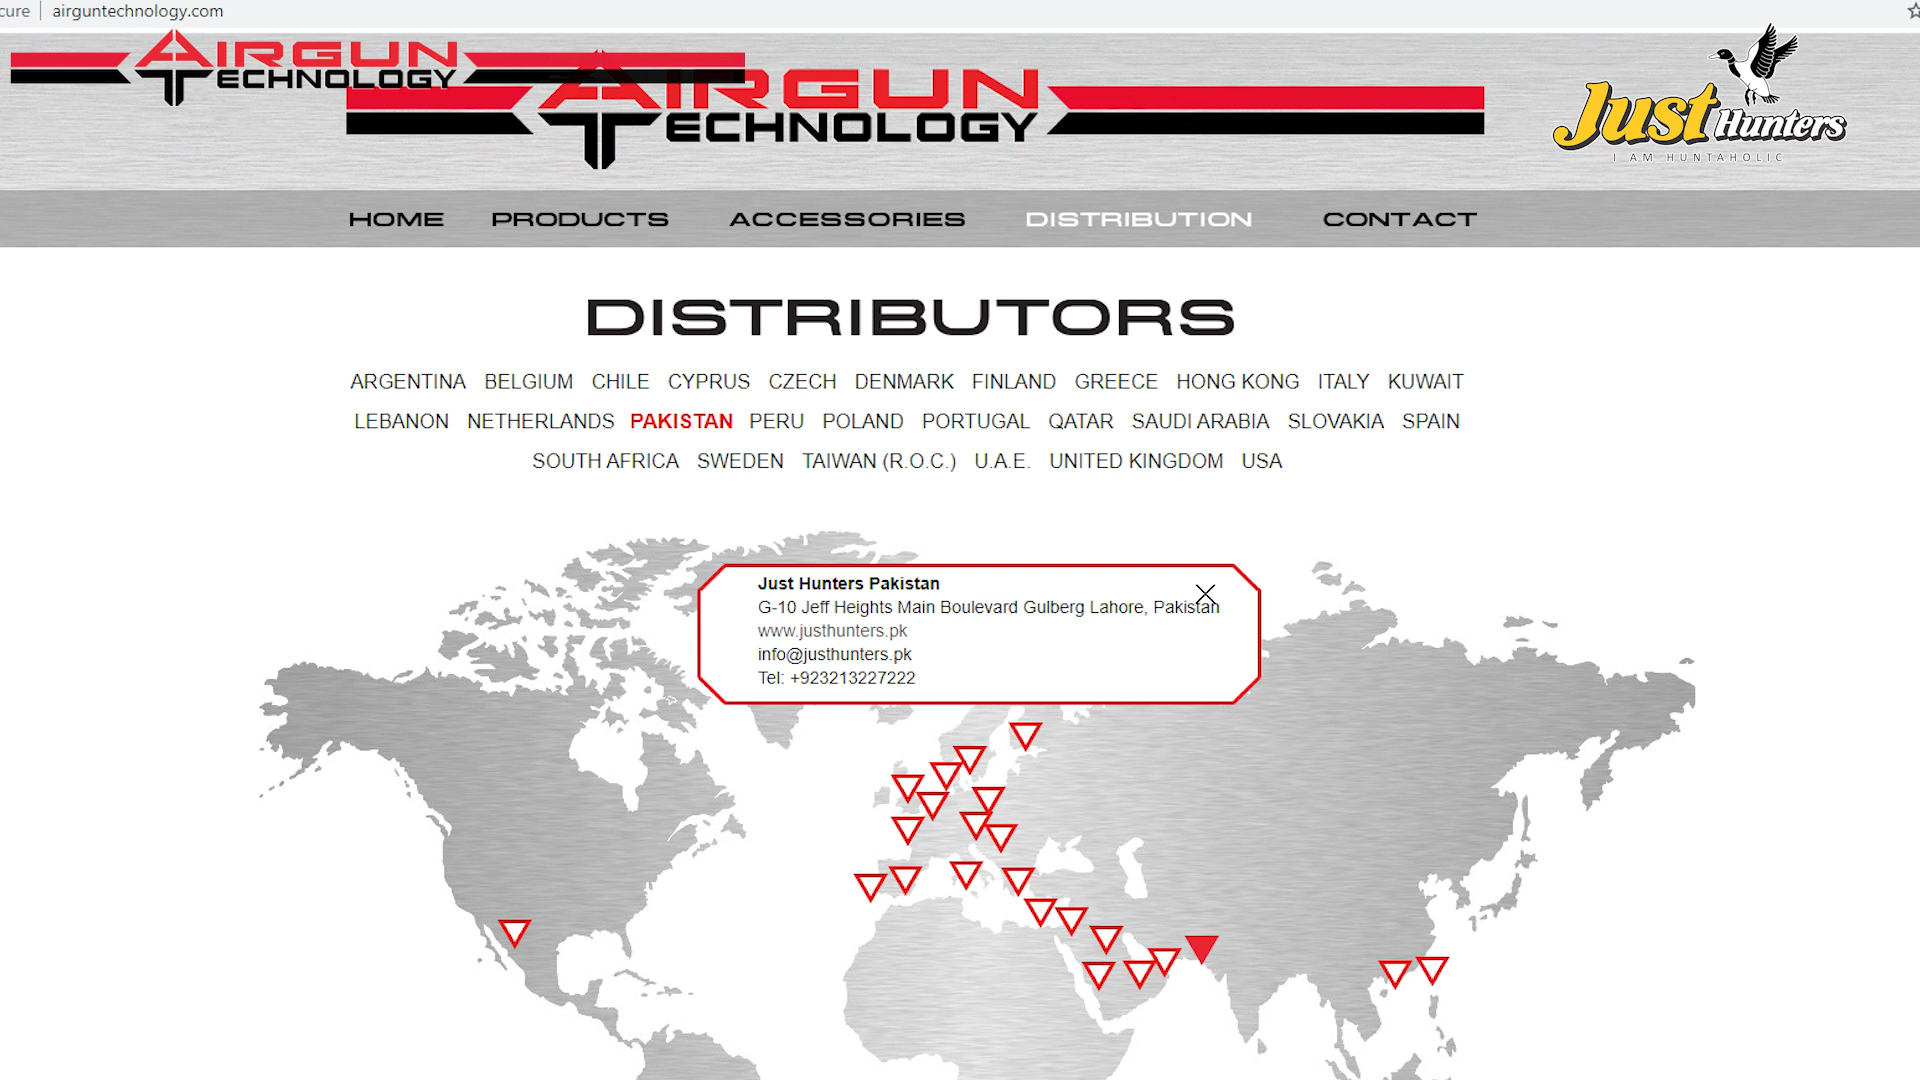 cure | airguntechnology.com
AIRGUN
TECHNOLOGY
AIRGUN
TECHNOLOGY
Just Hunters
I AM HUNTAHOLIC
HOME PRODUCTS ACCESSORIES DISTRIBUTION CONTACT
DISTRIBUTORS
ARGENTINA BELGIUM CHILE CYPRUS CZECH DENMARK FINLAND GREECE HONG KONG ITALY KUWAIT
LEBANON NETHERLANDS PAKISTAN PERU POLAND PORTUGAL QATAR SAUDI ARABIA SLOVAKIA SPAIN
SOUTH AFRICA SWEDEN TAIWAN (R.O.C.) U.A.E. UNITED KINGDOM USA
Just Hunters Pakistan
G-10 Jeff Heights Main Boulevard Gulberg Lahore, Pakistan
www.justhunters.pk
info@justhunters.pk
Tel: +923213227222